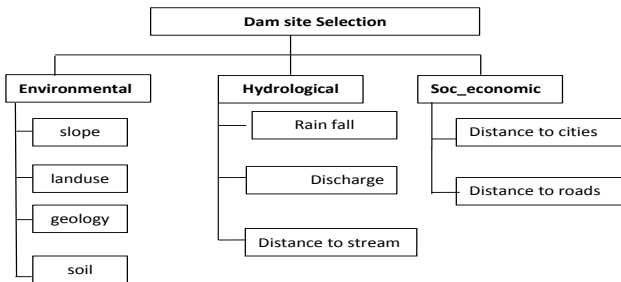 Dam site Selection
Environmental
slope
landuse
geology
soil
Hydrological
Rain fall
Discharge
Distance to stream
Soc_economic
Distance to cities
Distance to roads